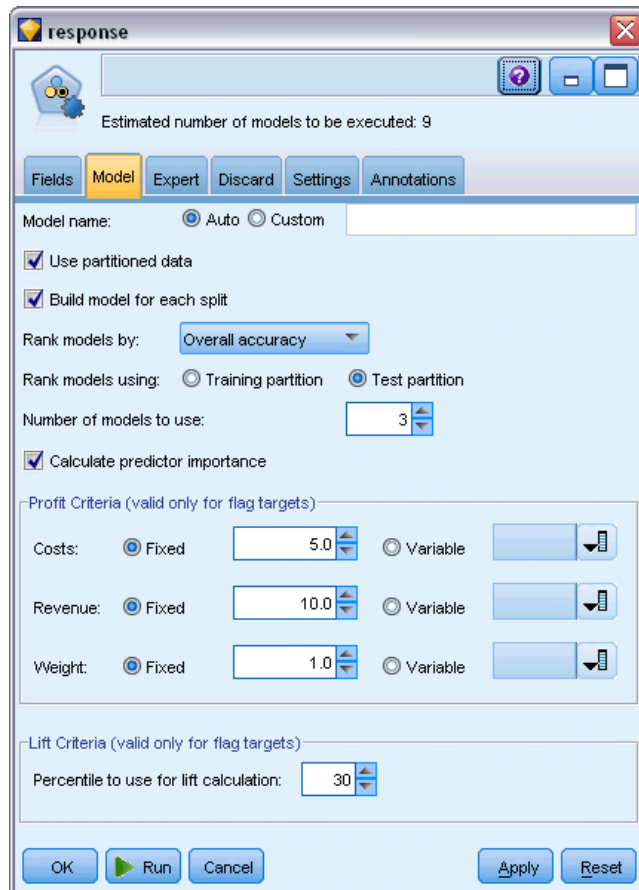 response
Estimated number of models to be executed: 9
Fields Model Expert Discard Settings Annotations
Model name: Auto Custom
Use partitioned data
Build model for each split
Rank models by: Overall accuracy
Rank models using: Training partition Test partition
Number of models to use: 3
Calculate predictor importance
Profit Criteria (valid only for flag targets)
Costs: Fixed 5.0 Variable
Revenue: Fixed 10.0 Variable
Weight: Fixed 1.0 Variable
Lift Criteria (valid only for flag targets)
Percentile to use for lift calculation: 30
OK Run Cancel Apply Reset